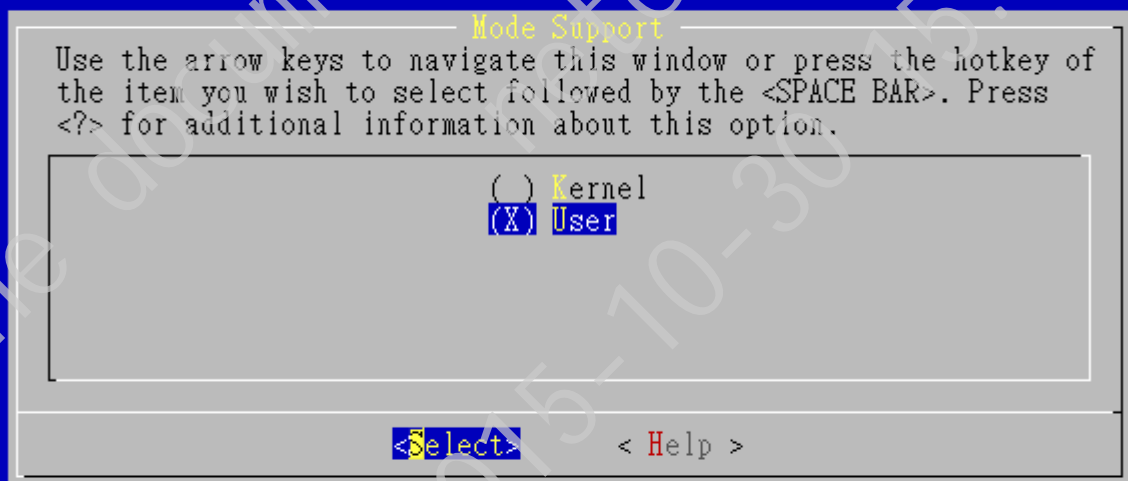 Mode Support
Use the arrow keys to navigate this window or press the hotkey of
the item you wish to select followed by the <SPACE BAR>. Press
<?> for additional information about this option.
( ) Kernel
(X) User
<Select> < Help >